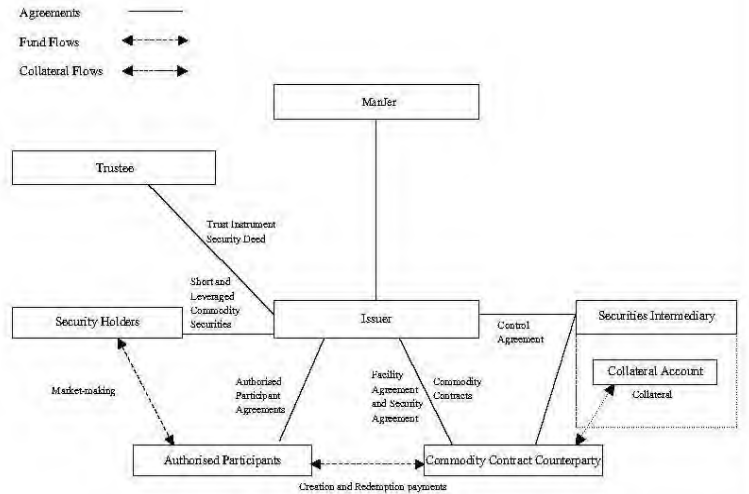 Agreements
Fund Flows
Collateral Flows
ManJer
Trustee
Trust Instrument
Security Deed
Short and
Leveraged
Commodity
Securities
Security Holders
Issuer
Control
Agreement
Securities Intermediary
Collateral Account
Collateral
Market-making
Authorised
Participant
Agreements
Facility
Agreement
and Security
Agreement
Commodity
Contracts
Authorised Participants
Commodity Contract Counterparty
Creation and Redemption payments